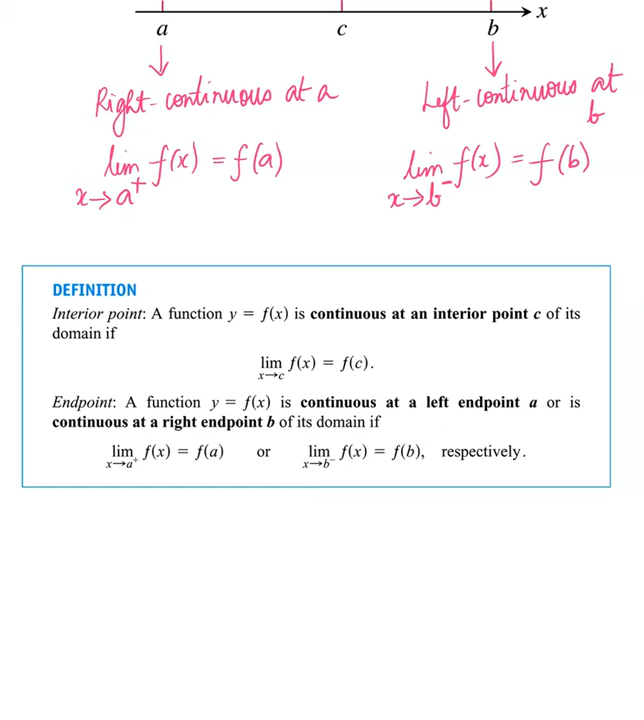 x
a c b
Right-continuous at a
lim f(x) = f(a)
x→a⁺
Left-continuous at
b
lim f(x) = f(b)
x→b⁻
DEFINITION
Interior point: A function y = f(x) is continuous at an interior point c of its
domain if
lim f(x) = f(c).
x→c
Endpoint: A function y = f(x) is continuous at a left endpoint a or is
continuous at a right endpoint b of its domain if
lim f(x) = f(a) or lim f(x) = f(b), respectively.
x→a⁺ x→b⁻